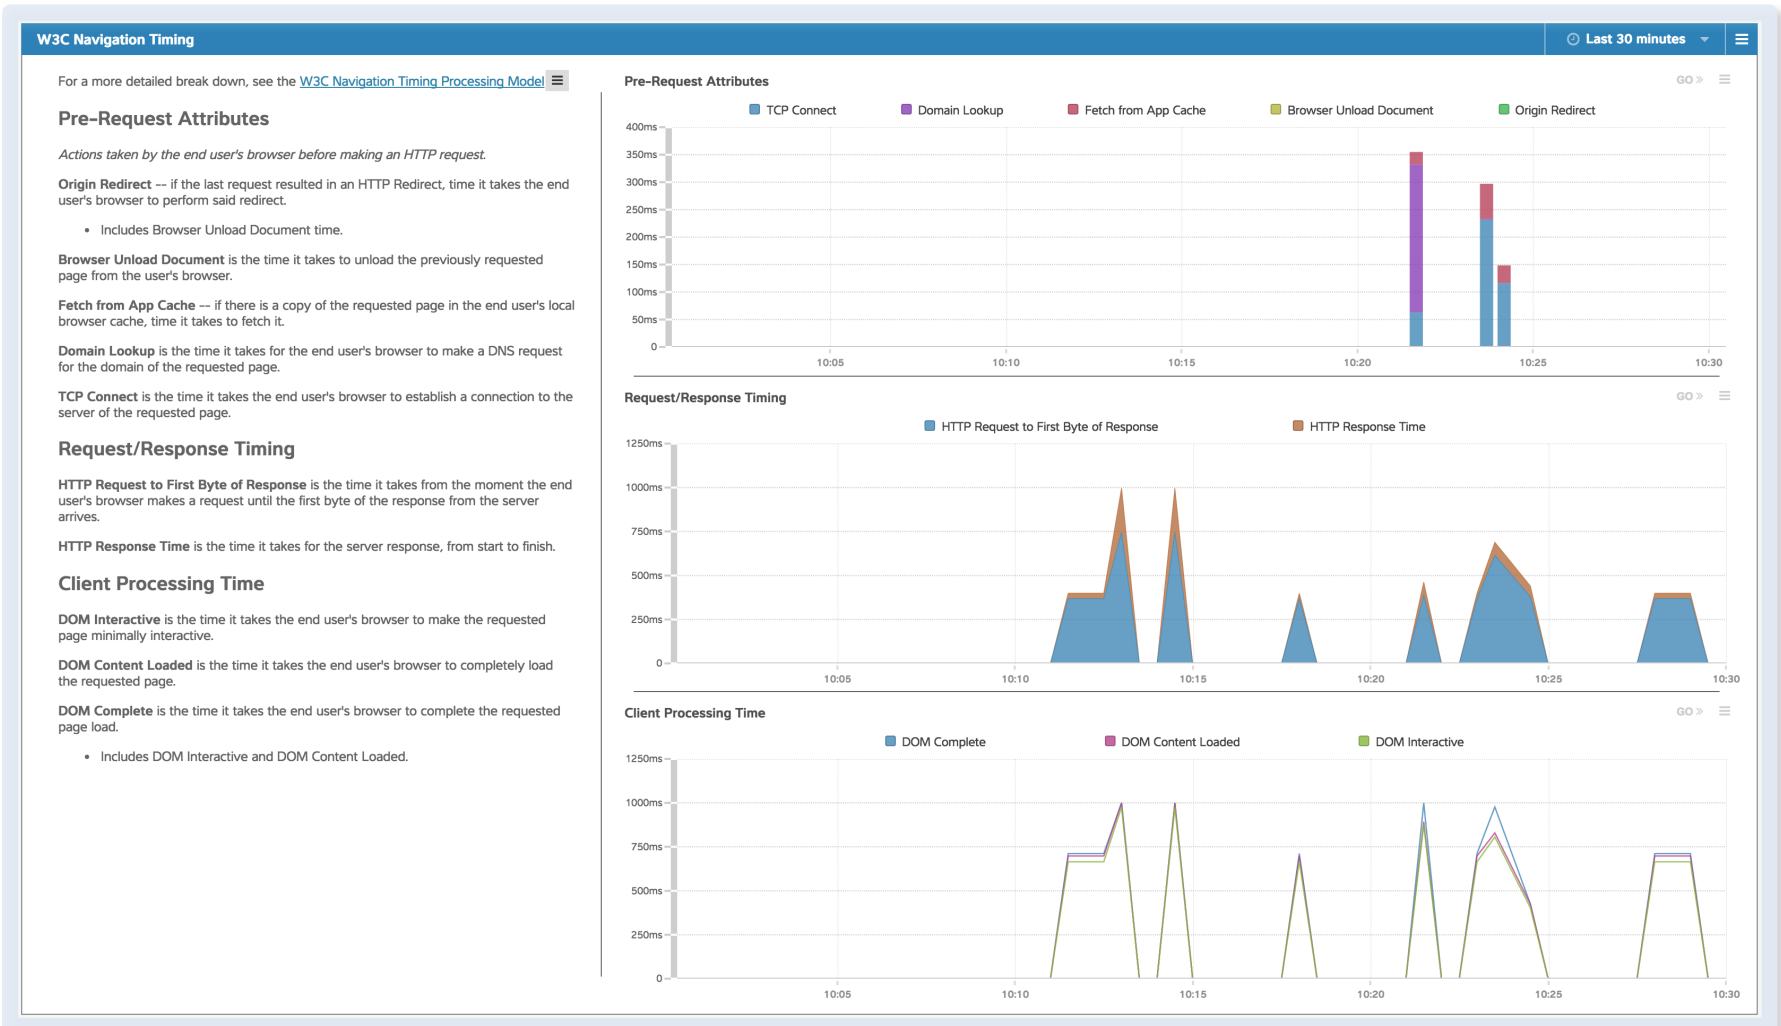 W3C Navigation Timing
Last 30 minutes
For a more detailed break down, see the W3C Navigation Timing Processing Model
Pre-Request Attributes
Actions taken by the end user's browser before making an HTTP request.
Origin Redirect -- if the last request resulted in an HTTP Redirect, time it takes the end
user's browser to perform said redirect.
• Includes Browser Unload Document time.
Browser Unload Document is the time it takes to unload the previously requested
page from the user's browser.
Fetch from App Cache -- if there is a copy of the requested page in the end user's local
browser cache, time it takes to fetch it.
Domain Lookup is the time it takes for the end user's browser to make a DNS request
for the domain of the requested page.
TCP Connect is the time it takes the end user's browser to establish a connection to the
server of the requested page.
Request/Response Timing
HTTP Request to First Byte of Response is the time it takes from the moment the end
user's browser makes a request until the first byte of the response from the server
arrives.
HTTP Response Time is the time it takes for the server response, from start to finish.
Client Processing Time
DOM Interactive is the time it takes the end user's browser to make the requested
page minimally interactive.
DOM Content Loaded is the time it takes the end user's browser to completely load
the requested page.
DOM Complete is the time it takes the end user's browser to complete the requested
page load.
• Includes DOM Interactive and DOM Content Loaded.
Pre-Request Attributes
GO »
TCP Connect Domain Lookup Fetch from App Cache Browser Unload Document Origin Redirect
400ms
350ms
300ms
250ms
200ms
150ms
100ms
50ms
0
10:05 10:10 10:15 10:20 10:25 10:30
Request/Response Timing
GO »
HTTP Request to First Byte of Response HTTP Response Time
1250ms
1000ms
750ms
500ms
250ms
0
10:05 10:10 10:15 10:20 10:25 10:30
Client Processing Time
GO »
DOM Complete DOM Content Loaded DOM Interactive
1250ms
1000ms
750ms
500ms
250ms
0
10:05 10:10 10:15 10:20 10:25 10:30